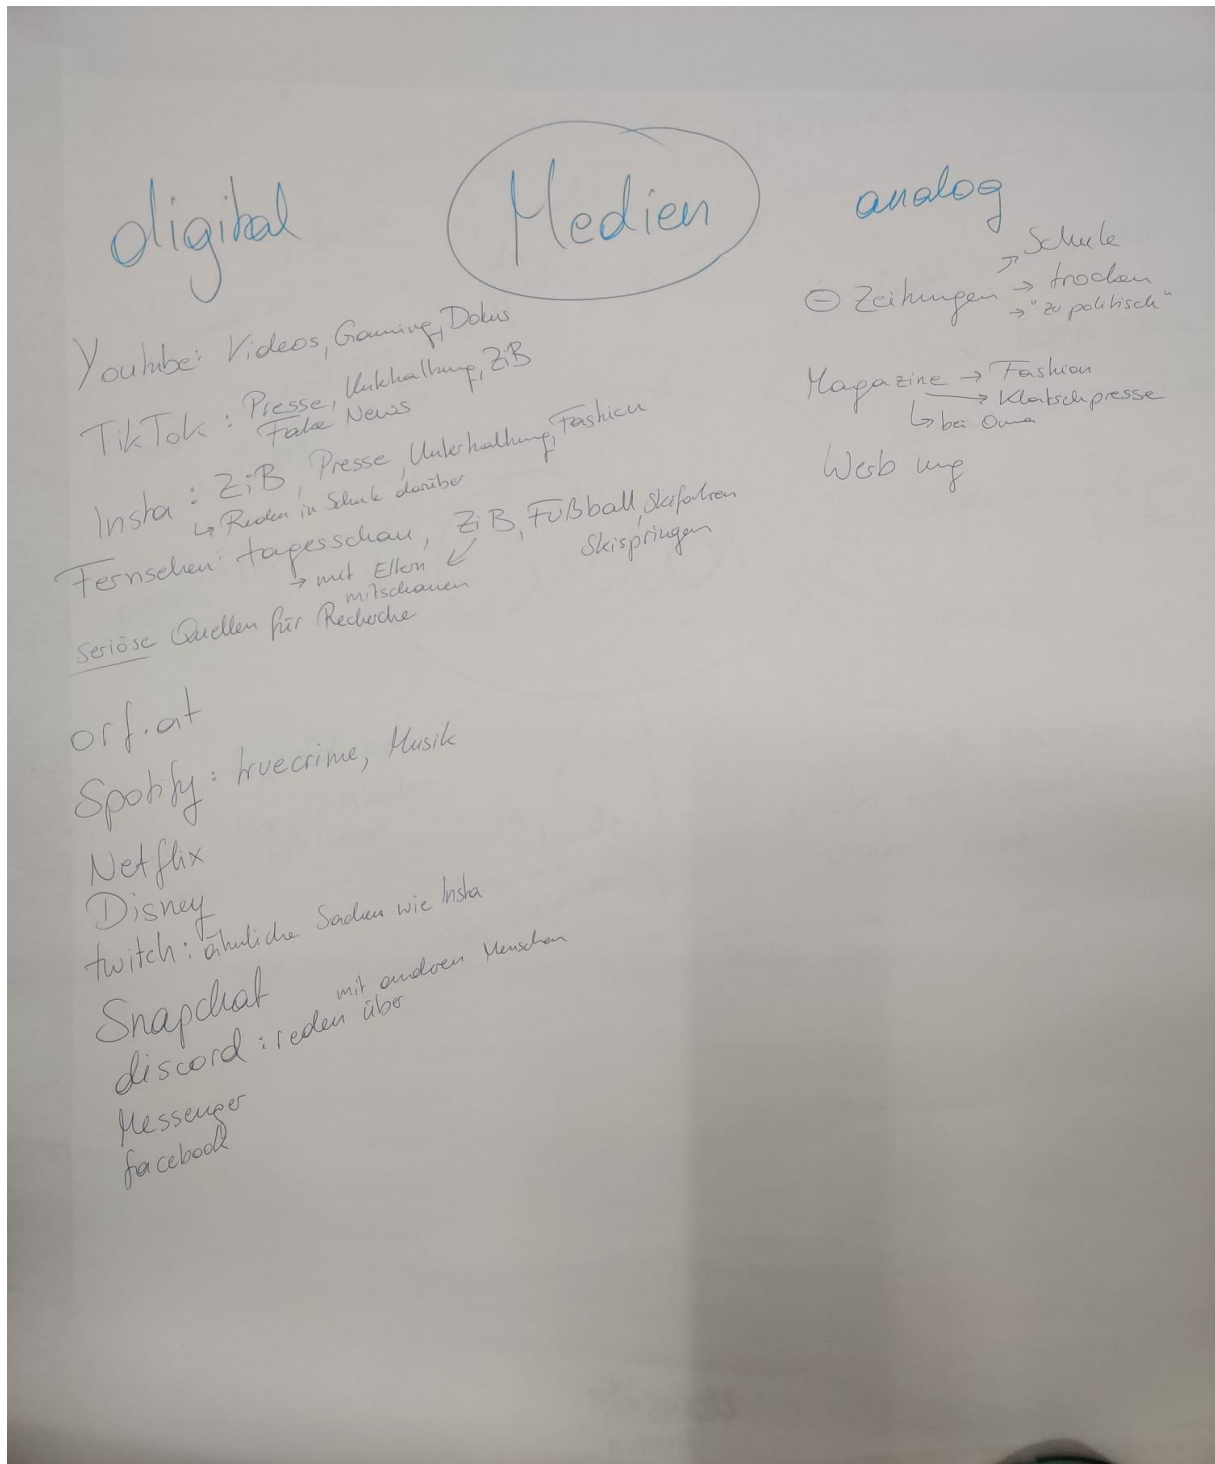 digital
Medien
analog
Youtube: Videos, Gaming, Dokus
TikTok: Presse, Unterhaltung, ZiB
Fake News
Insta: ZiB, Presse, Unterhaltung, Fashion
↳ Reden in Schule darüber
Fernsehen: tagesschau, ZiB, Fußball, Skifahren
Skispringen
→ mit Eltern
mitschauen
seriöse Quellen für Recherche
orf.at
Spotify: truecrime, Musik
Netflix
Disney
twitch: ähnliche Sachen wie Insta
Snapchat
mit anderen Menschen
discord: reden über
Messenger
facebook
⊖ Zeitungen ↗ Schule
→ trocken
→ "zu politisch"
Magazine → Fashion
→ Klatschpresse
↳ bei Oma
Werbung